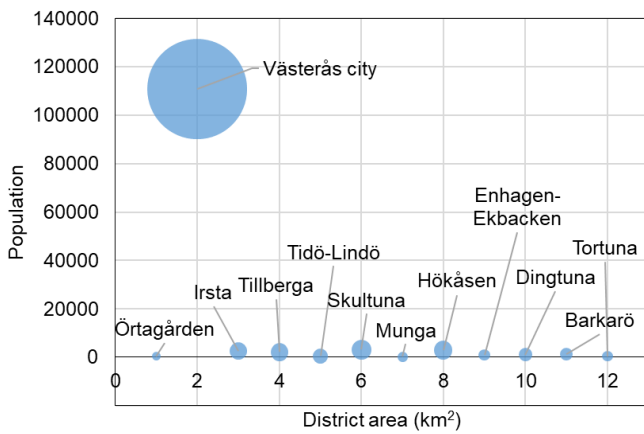 140000
120000
100000
80000
60000
40000
20000
0
Population
Västerås city
Enhagen-
Ekbacken
Tortuna
Tidö-Lindö
Irsta
Tillberga
Skultuna
Hökåsen
Dingtuna
Örtagården
Munga
Barkarö
0 2 4 6 8 10 12
District area (km²)